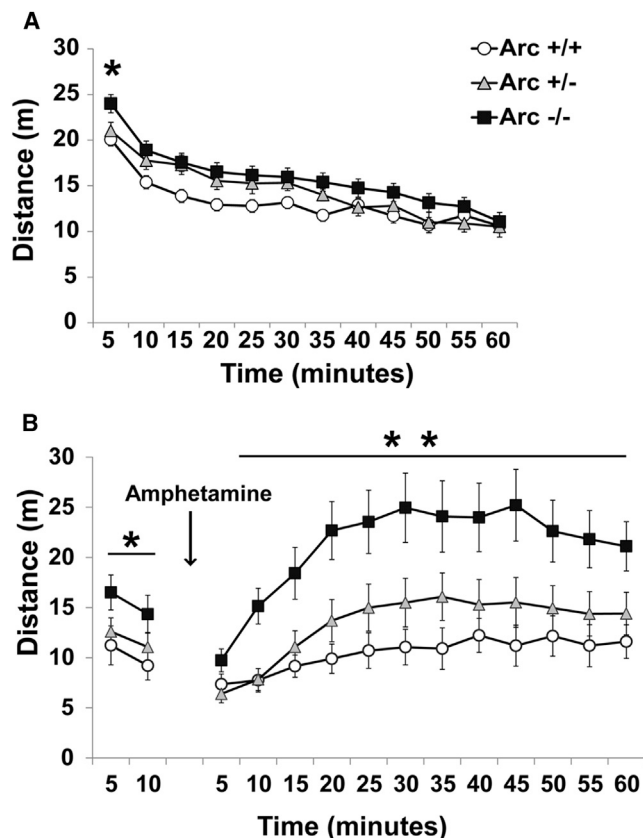 A
30
25
20
15
10
5
0
Distance (m)
*
Arc +/+
Arc +/-
Arc -/-
5 10 15 20 25 30 35 40 45 50 55 60
Time (minutes)
B
30
25
20
15
10
5
0
Distance (m)
* *
Amphetamine
*
5 10 5 10 15 20 25 30 35 40 45 50 55 60
Time (minutes)